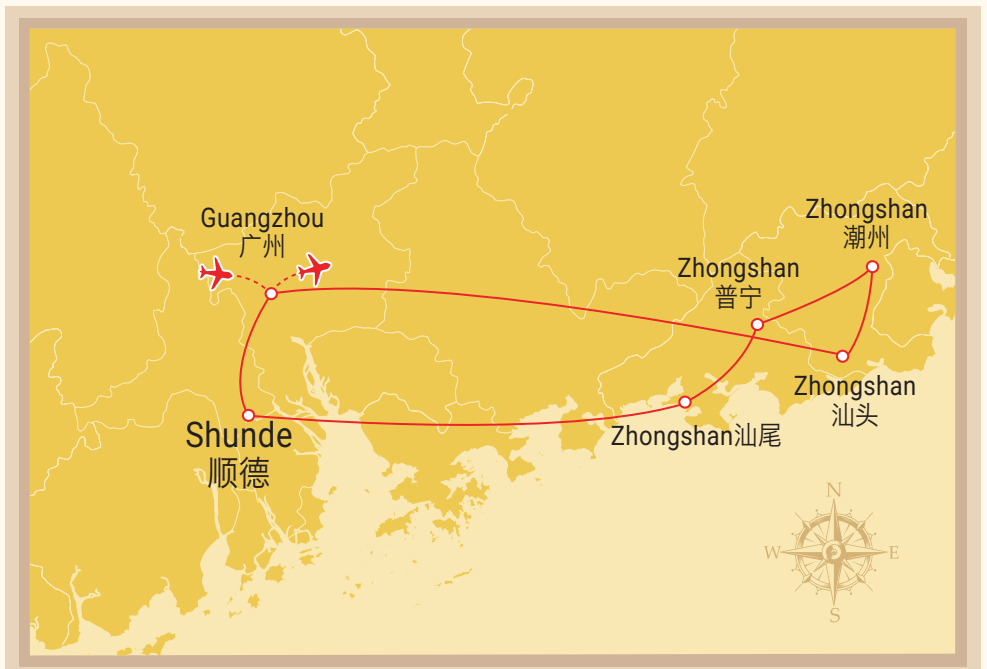 Guangzhou
广州
Zhongshan
潮州
Zhongshan
普宁
Zhongshan
汕头
Zhongshan汕尾
Shunde
顺德
N
W
E
S